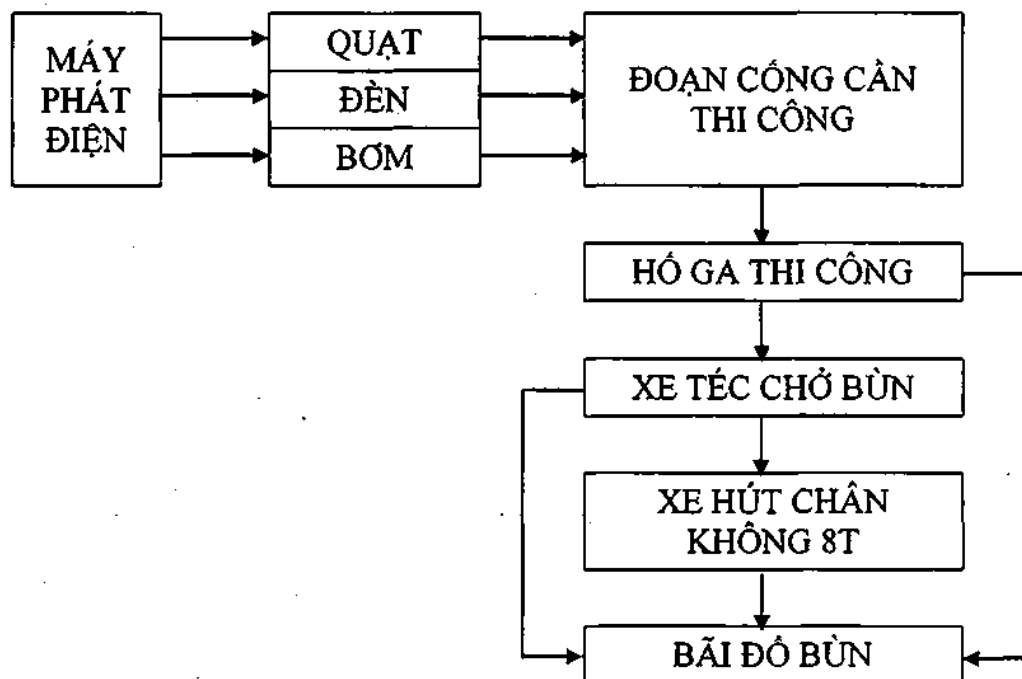 MÁY
PHÁT
ĐIỆN
QUẠT
ĐÈN
BƠM
ĐOẠN CỐNG CẦN
THI CÔNG
HỐ GA THI CÔNG
XE TÉC CHỞ BÙN
XE HÚT CHÂN
KHÔNG 8T
BÃI ĐỔ BÙN